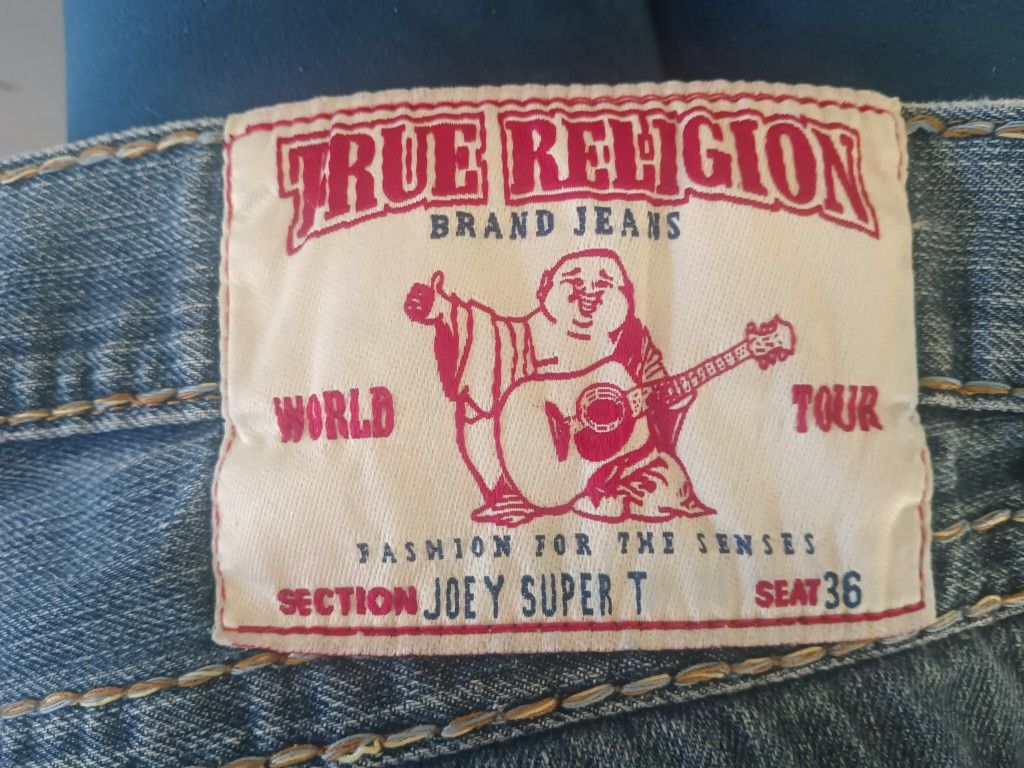 TRUE RELIGION
BRAND JEANS
WORLD TOUR
FASHION FOR THE SENSES
SECTION JOEY SUPER T SEAT 36